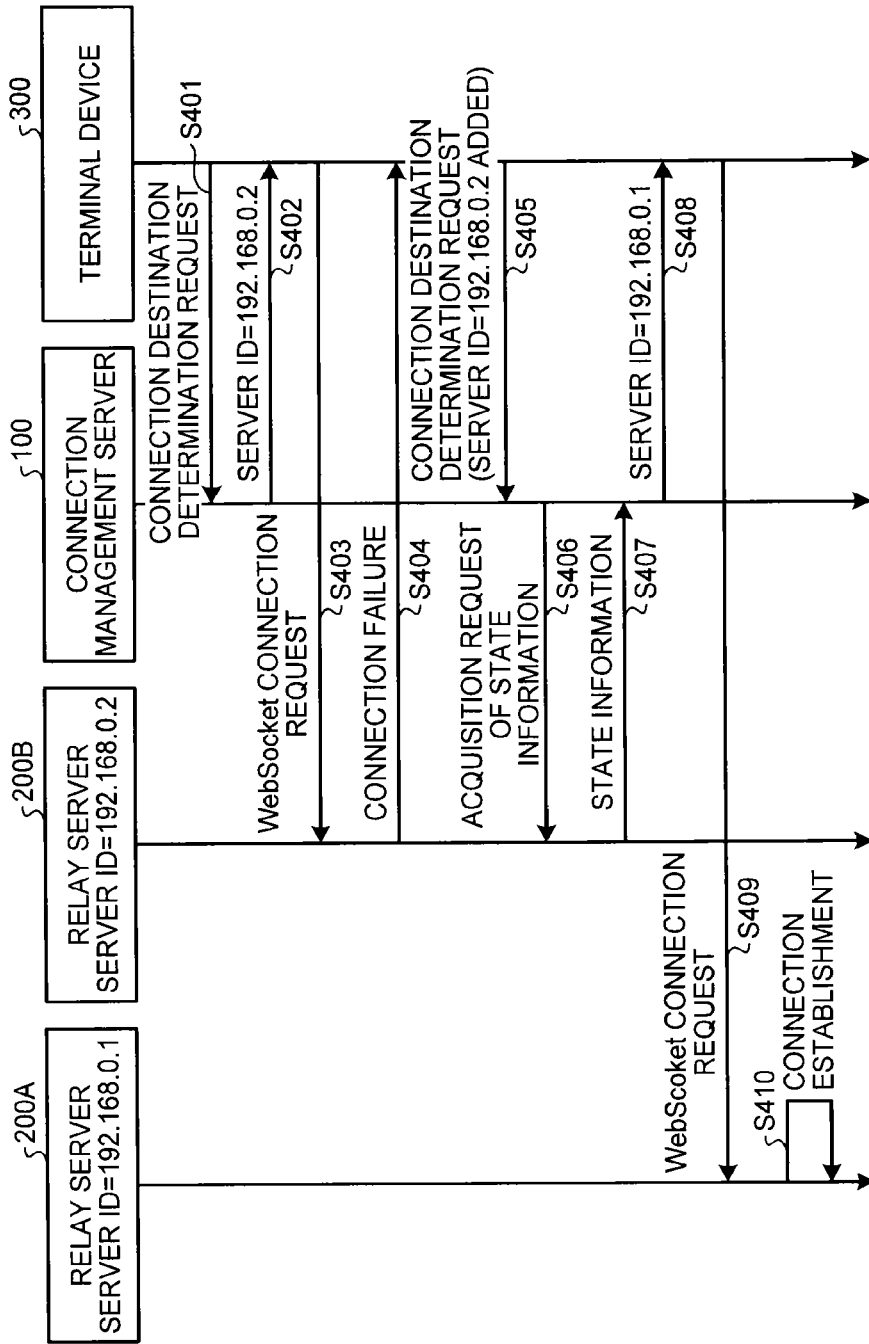 200A
RELAY SERVER
SERVER ID=192.168.0.1
200B
RELAY SERVER
SERVER ID=192.168.0.2
100
CONNECTION
MANAGEMENT SERVER
300
TERMINAL DEVICE
CONNECTION DESTINATION
DETERMINATION REQUEST
S401
SERVER ID=192.168.0.2
S402
WebSocket CONNECTION
REQUEST
S403
CONNECTION FAILURE
S404
CONNECTION DESTINATION
DETERMINATION REQUEST
(SERVER ID=192.168.0.2 ADDED)
S405
ACQUISITION REQUEST
OF STATE
INFORMATION
S406
STATE INFORMATION
S407
SERVER ID=192.168.0.1
S408
WebScoket CONNECTION
REQUEST
S409
S410
CONNECTION
ESTABLISHMENT